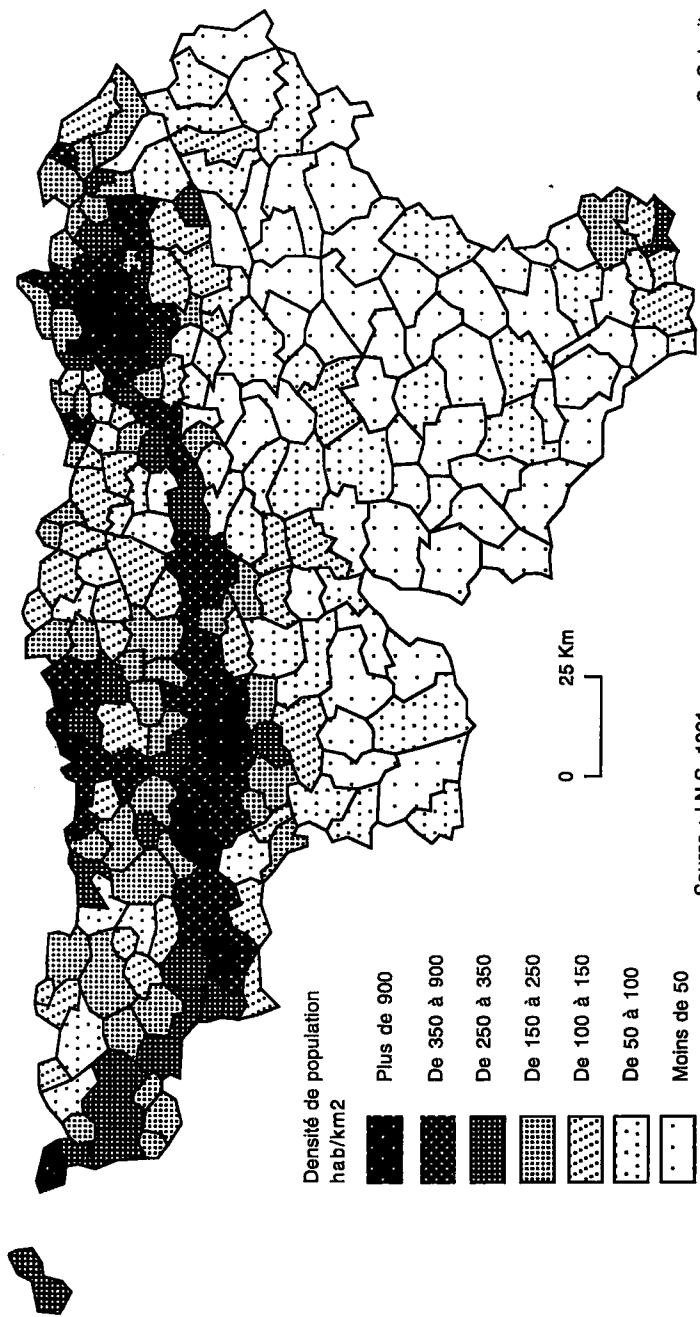 Densité de population
hab/km2
Plus de 900
De 350 à 900
De 250 à 350
De 150 à 250
De 100 à 150
De 50 à 100
Moins de 50
0
25 Km
Source : I.N.S.